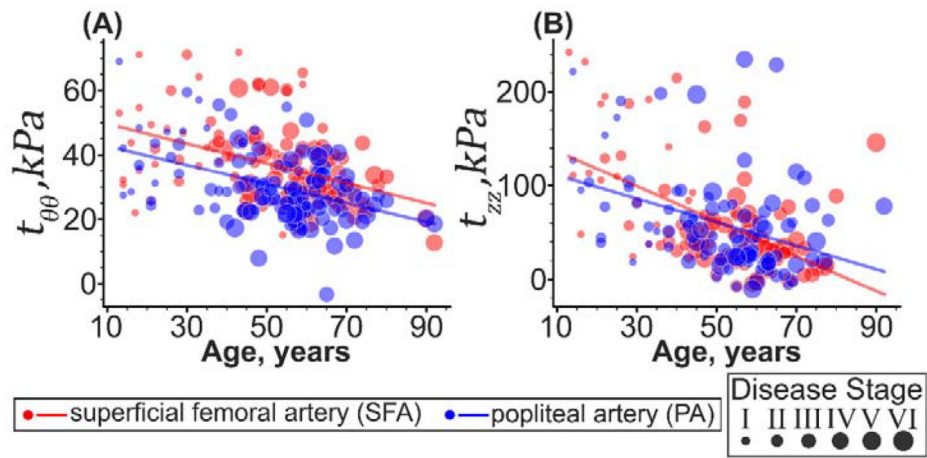 (A)
(B)
t_θθ, kPa
60
40
20
0
10 30 50 70 90
Age, years
t_zz, kPa
200
100
0
10 30 50 70 90
Age, years
superficial femoral artery (SFA) popliteal artery (PA)
Disease Stage
I II III IV V VI